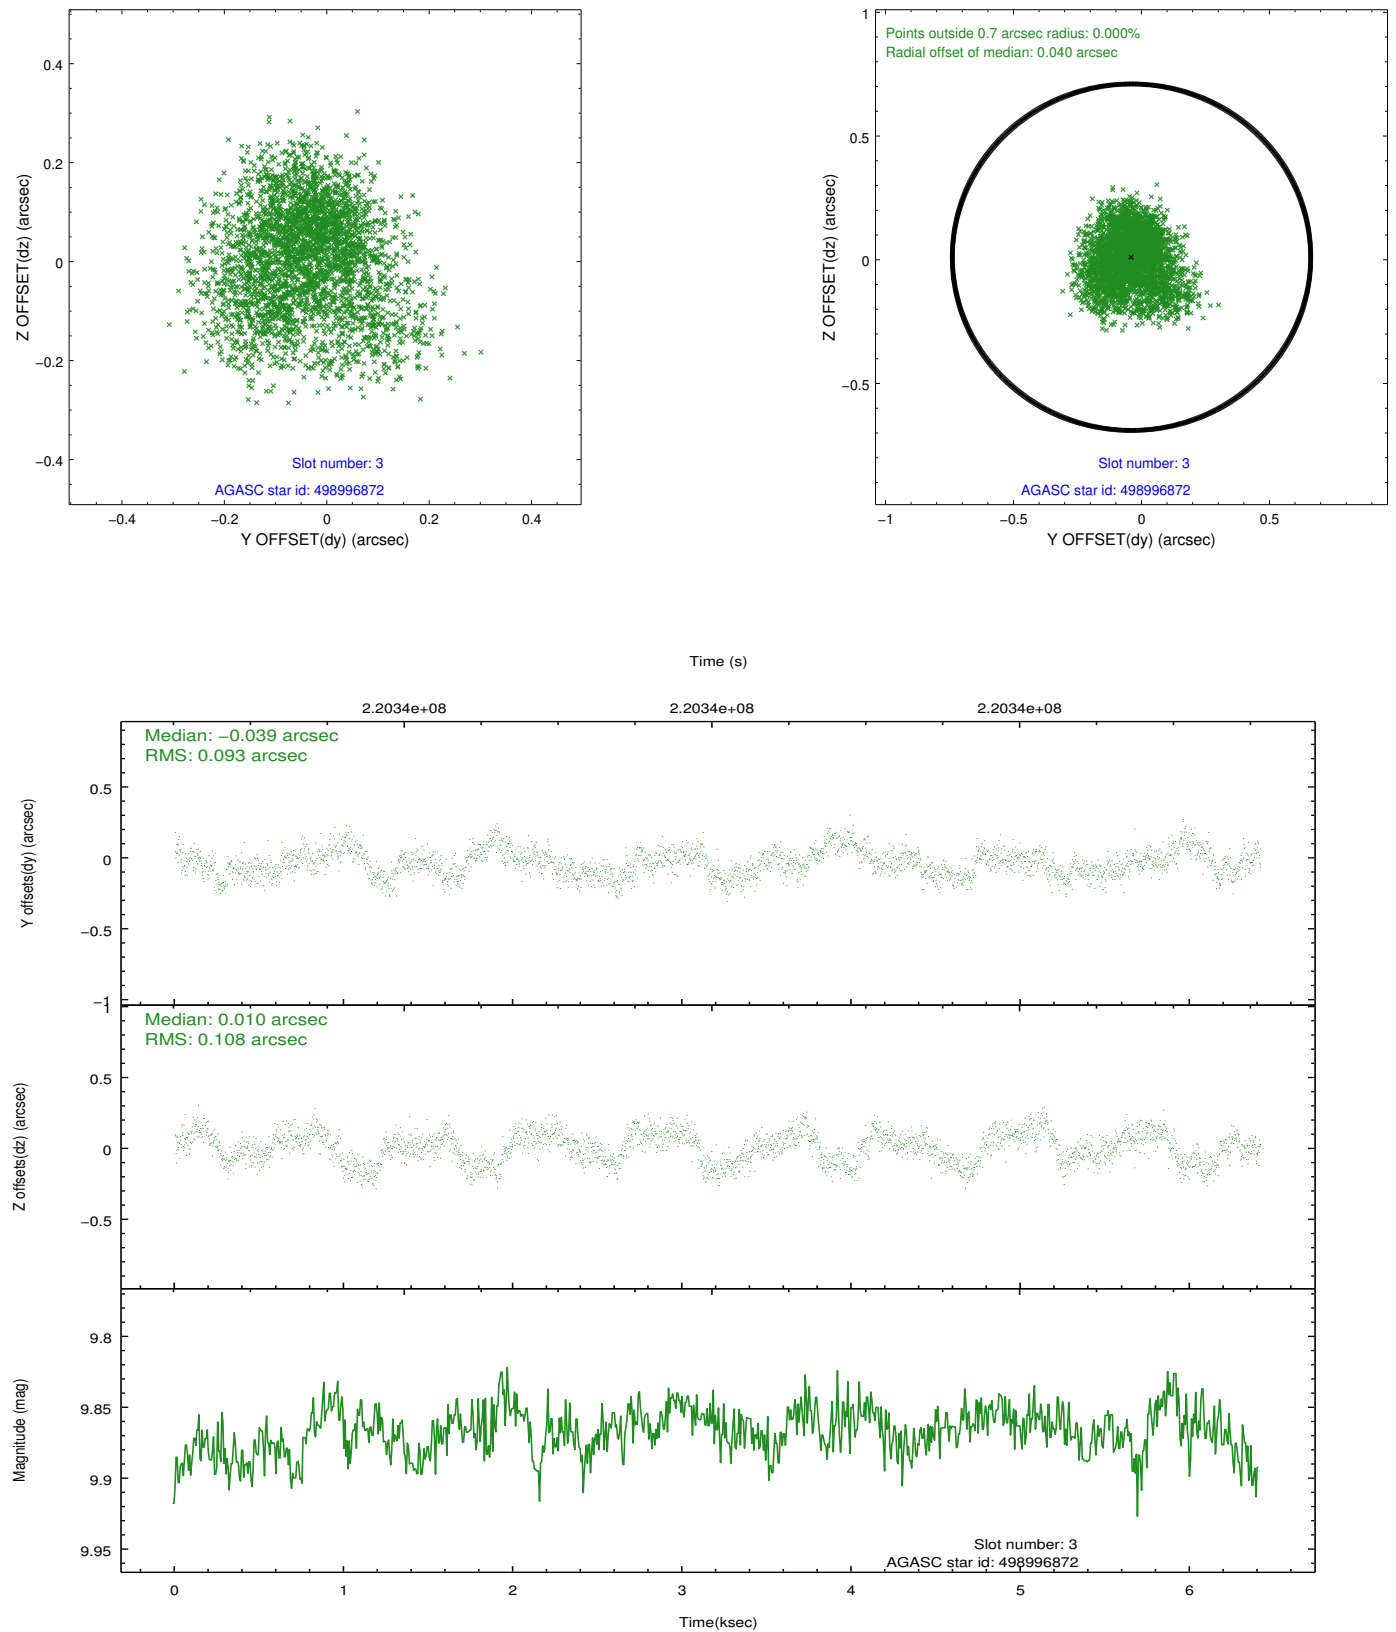 0.4
0.2
0
−0.2
−0.4
Z OFFSET(dz) (arcsec)
Slot number: 3
AGASC star id: 498996872
−0.4 −0.2 0 0.2 0.4
Y OFFSET(dy) (arcsec)
Points outside 0.7 arcsec radius: 0.000%
Radial offset of median: 0.040 arcsec
1
0.5
0
−0.5
Z OFFSET(dz) (arcsec)
Slot number: 3
AGASC star id: 498996872
−1 −0.5 0 0.5
Y OFFSET(dy) (arcsec)
Time (s)
2.2034e+08 2.2034e+08 2.2034e+08
Median: −0.039 arcsec
RMS: 0.093 arcsec
0.5
0
−0.5
−1
Y offsets(dy) (arcsec)
Median: 0.010 arcsec
RMS: 0.108 arcsec
1
0.5
0
−0.5
Z offsets(dz) (arcsec)
9.8
9.85
9.9
9.95
Magnitude (mag)
Slot number: 3
AGASC star id: 498996872
0 1 2 3 4 5 6
Time(ksec)